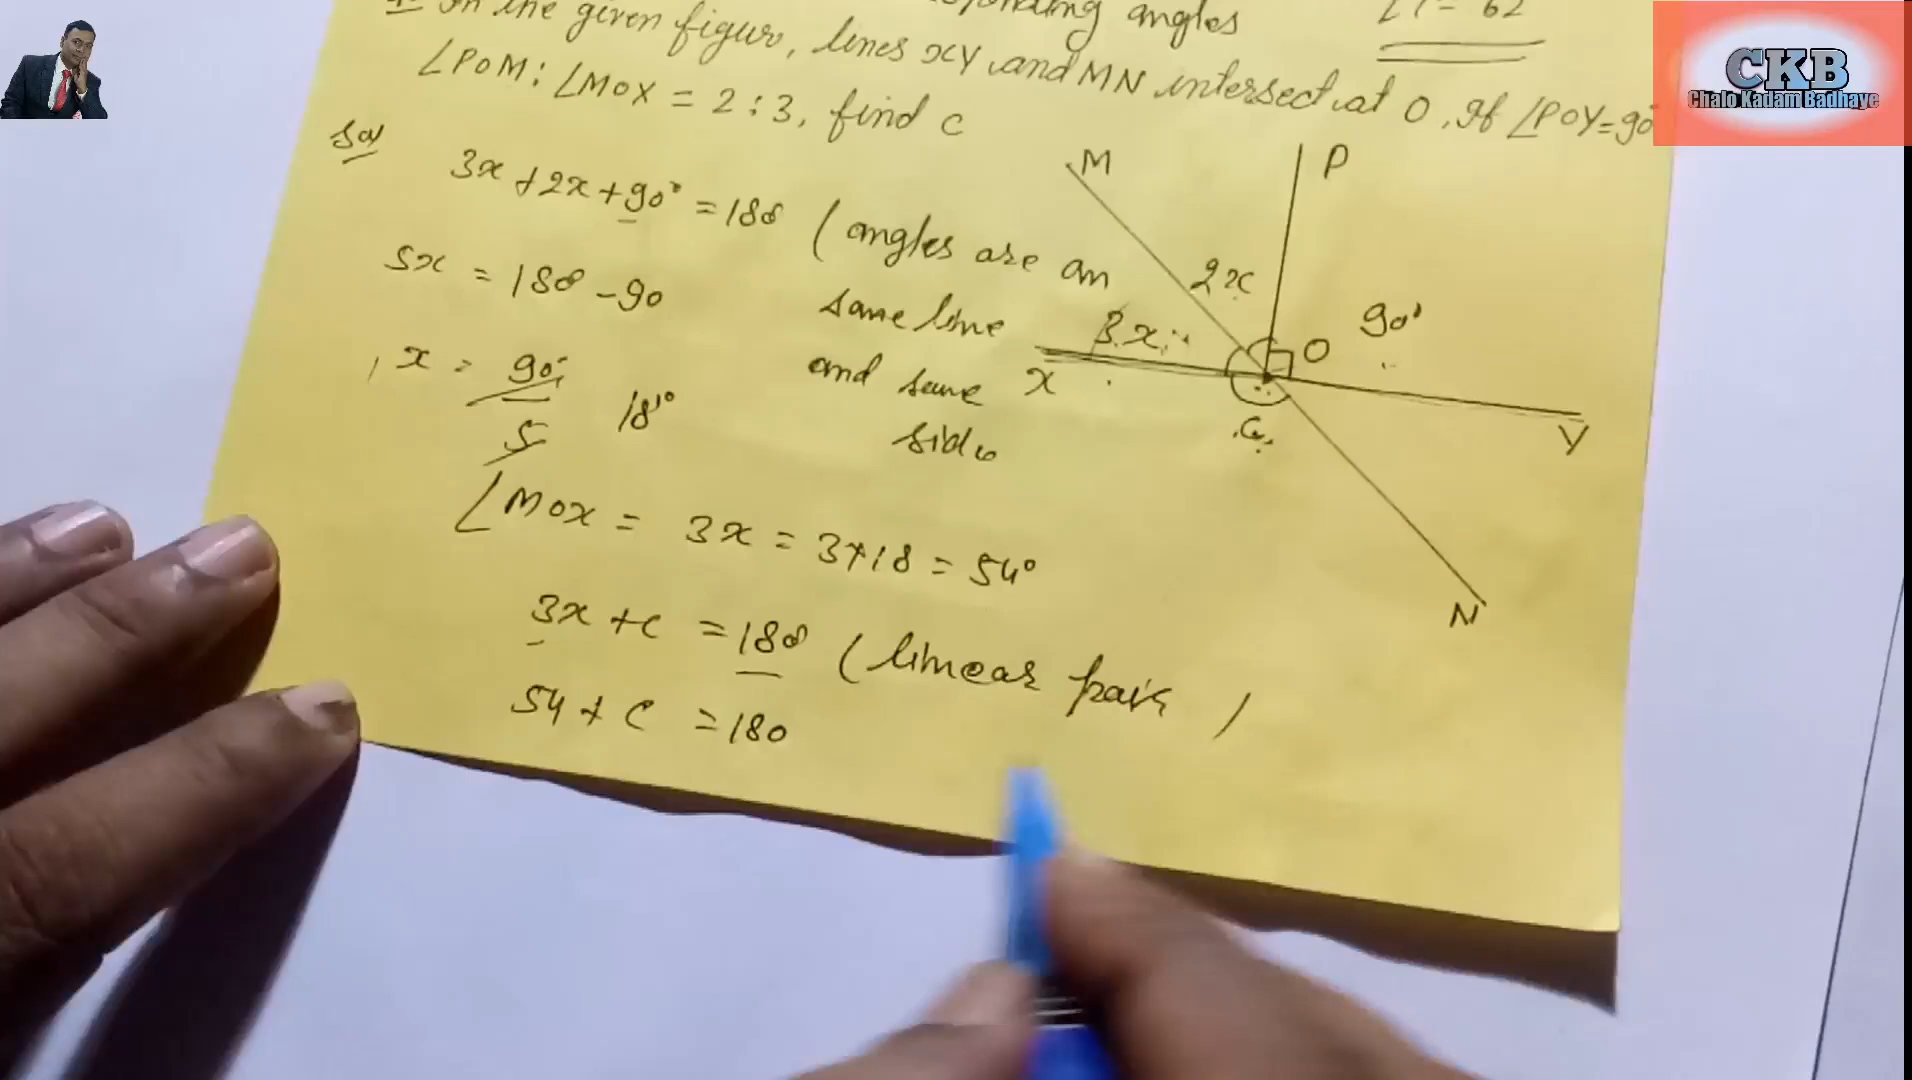 angles
In the given figure, lines XY and MN intersect at O, If ∠POY=90°
∠POM : ∠MOX = 2 : 3, find c
Sol
3x + 2x + 90° = 180 (angles are on
same line
and same
side
5x = 180 - 90
x = 90°
5
18°
∠MOX = 3x = 3×18 = 54°
3x + c = 180 (linear pair)
54 + c = 180
M
P
2x
90°
3x
O
X
C
Y
N
CKB
Chalo Kadam Badhaye